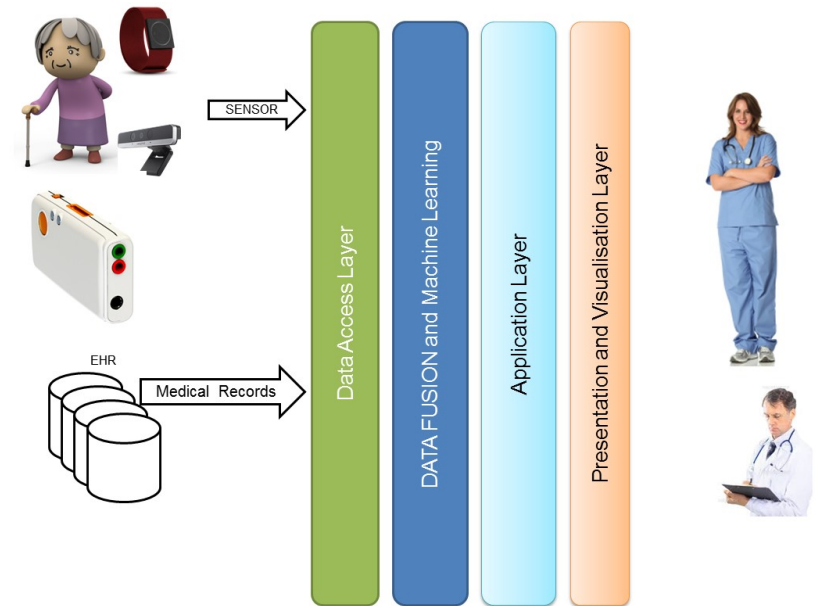 SENSOR
EHR
Medical Records
Data Access Layer
DATA FUSION and Machine Learning
Application Layer
Presentation and Visualisation Layer